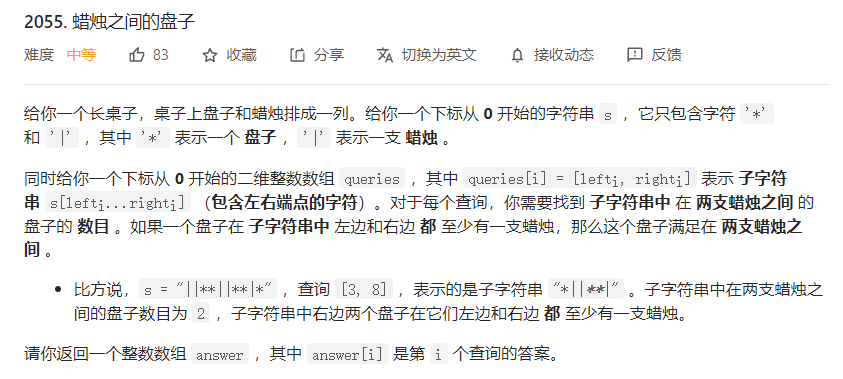 2055. 蜡烛之间的盘子
难度 中等 83 收藏 分享 切换为英文 接收动态 反馈
给你一个长桌子，桌子上盘子和蜡烛排成一列。给你一个下标从 0 开始的字符串 s ，它只包含字符 '*'
和 '|' ，其中 '*' 表示一个 盘子 ，'|' 表示一支 蜡烛 。
同时给你一个下标从 0 开始的二维整数数组 queries ，其中 queries[i] = [lefti, righti] 表示 子字符
串 s[lefti...righti] （包含左右端点的字符）。对于每个查询，你需要找到 子字符串中 在 两支蜡烛之间 的
盘子的 数目 。如果一个盘子在 子字符串中 左边和右边 都 至少有一支蜡烛，那么这个盘子满足在 两支蜡烛之
间 。
• 比方说，s = "||**||**|*" ，查询 [3, 8] ，表示的是子字符串 "*||**|" 。子字符串中在两支蜡烛之
间的盘子数目为 2 ，子字符串中右边两个盘子在它们左边和右边 都 至少有一支蜡烛。
请你返回一个整数数组 answer ，其中 answer[i] 是第 i 个查询的答案。